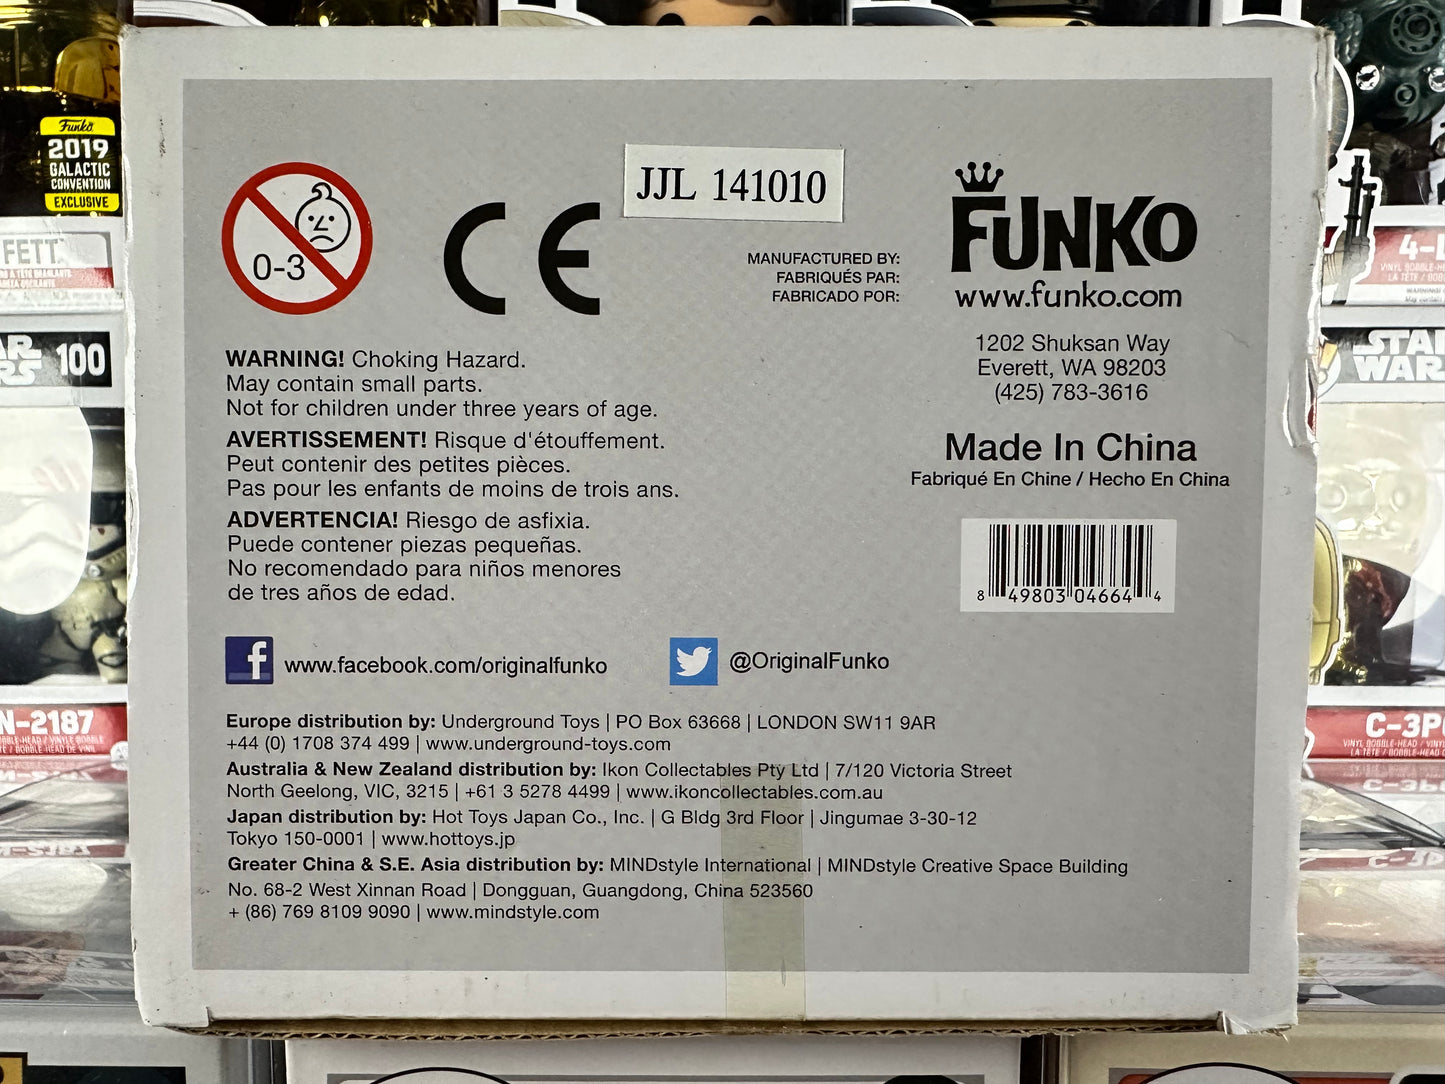 Funko
2019
GALACTIC
CONVENTION
EXCLUSIVE
FETT
100
N-2187
0-3
CE
JJL 141010
MANUFACTURED BY:
FABRIQUÉS PAR:
FABRICADO POR:
FUNKO
www.funko.com
1202 Shuksan Way
Everett, WA 98203
(425) 783-3616
Made In China
Fabriqué En Chine / Hecho En China
8 49803 04664 4
WARNING! Choking Hazard.
May contain small parts.
Not for children under three years of age.
AVERTISSEMENT! Risque d'étouffement.
Peut contenir des petites pièces.
Pas pour les enfants de moins de trois ans.
ADVERTENCIA! Riesgo de asfixia.
Puede contener piezas pequeñas.
No recomendado para niños menores
de tres años de edad.
f www.facebook.com/originalfunko
@OriginalFunko
Europe distribution by: Underground Toys | PO Box 63668 | LONDON SW11 9AR
+44 (0) 1708 374 499 | www.underground-toys.com
Australia & New Zealand distribution by: Ikon Collectables Pty Ltd | 7/120 Victoria Street
North Geelong, VIC, 3215 | +61 3 5278 4499 | www.ikoncollectables.com.au
Japan distribution by: Hot Toys Japan Co., Inc. | G Bldg 3rd Floor | Jingumae 3-30-12
Tokyo 150-0001 | www.hottoys.jp
Greater China & S.E. Asia distribution by: MINDstyle International | MINDstyle Creative Space Building
No. 68-2 West Xinnan Road | Dongguan, Guangdong, China 523560
+ (86) 769 8109 9090 | www.mindstyle.com
STAR
WARS
C-3P